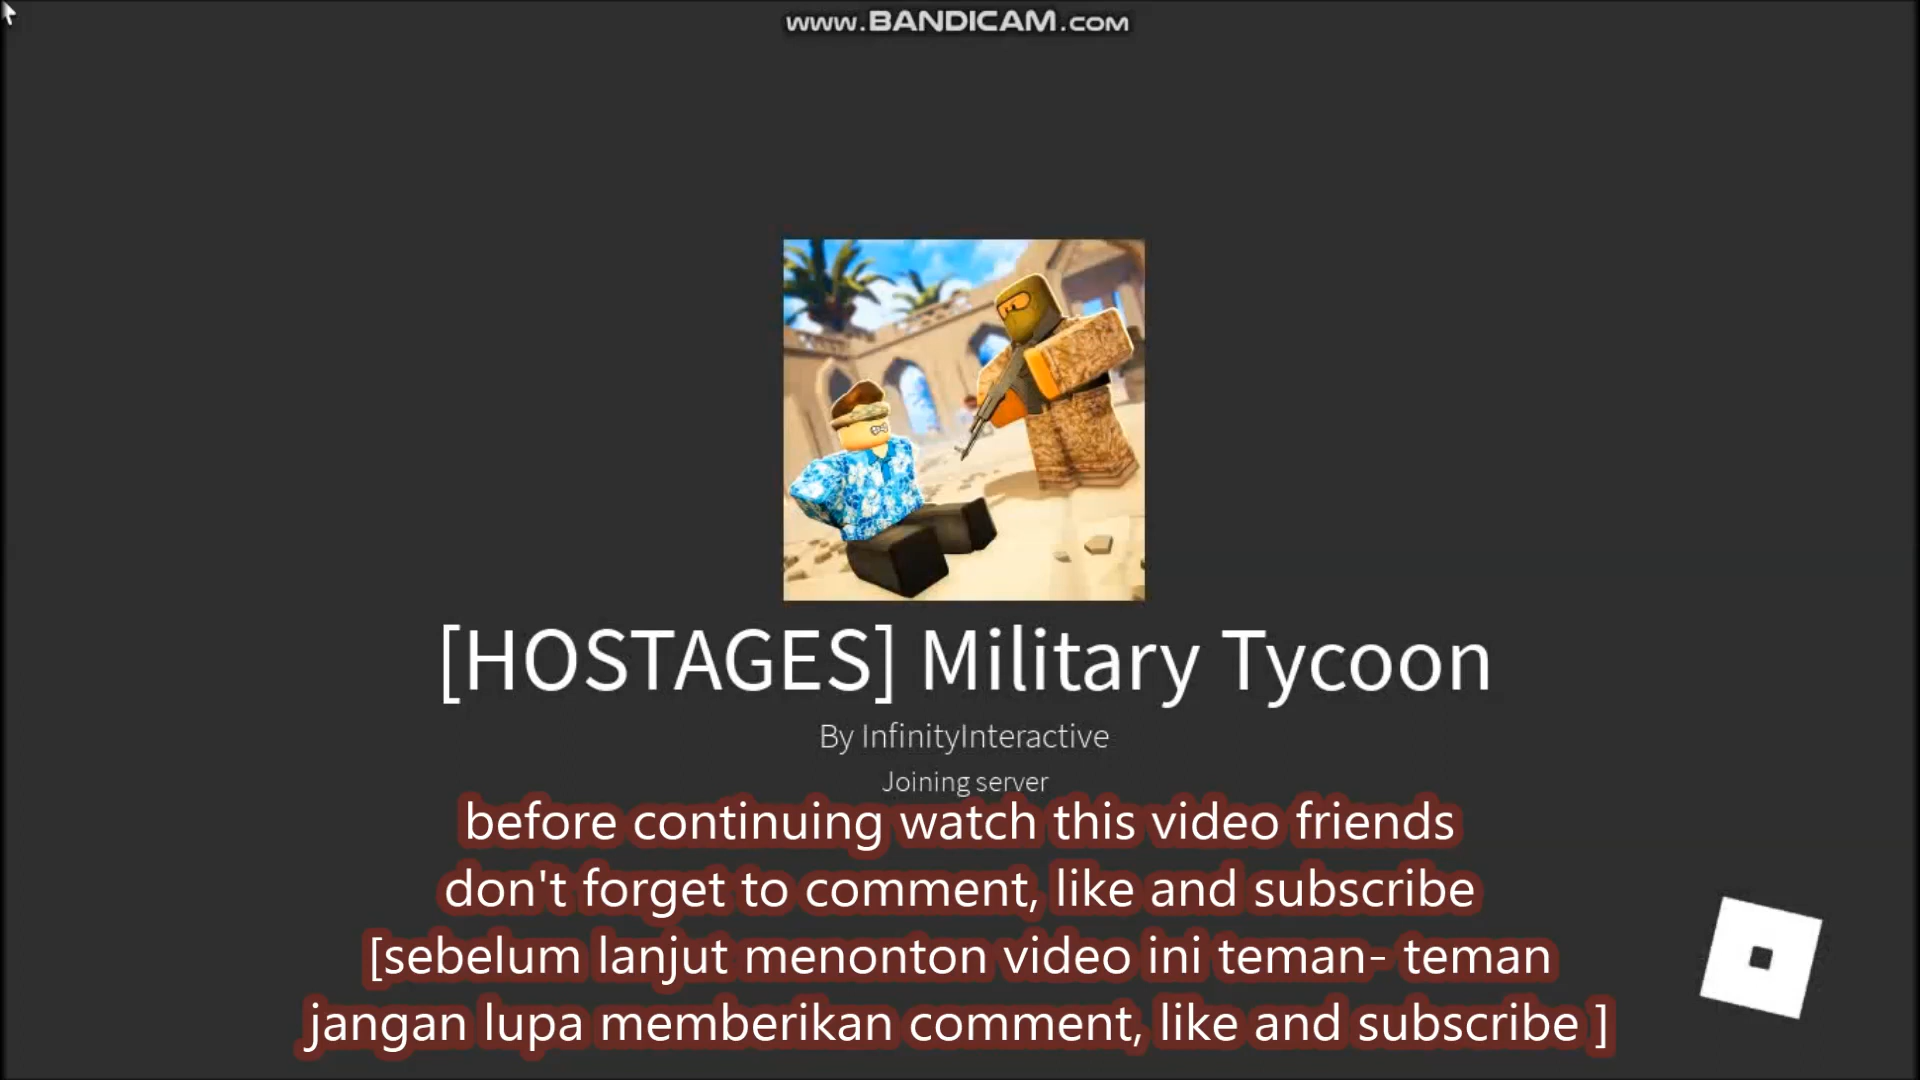 www.BANDICAM.com
[HOSTAGES] Military Tycoon
By InfinityInteractive
Joining server
before continuing watch this video friends
don't forget to comment, like and subscribe
[sebelum lanjut menonton video ini teman- teman
jangan lupa memberikan comment, like and subscribe ]